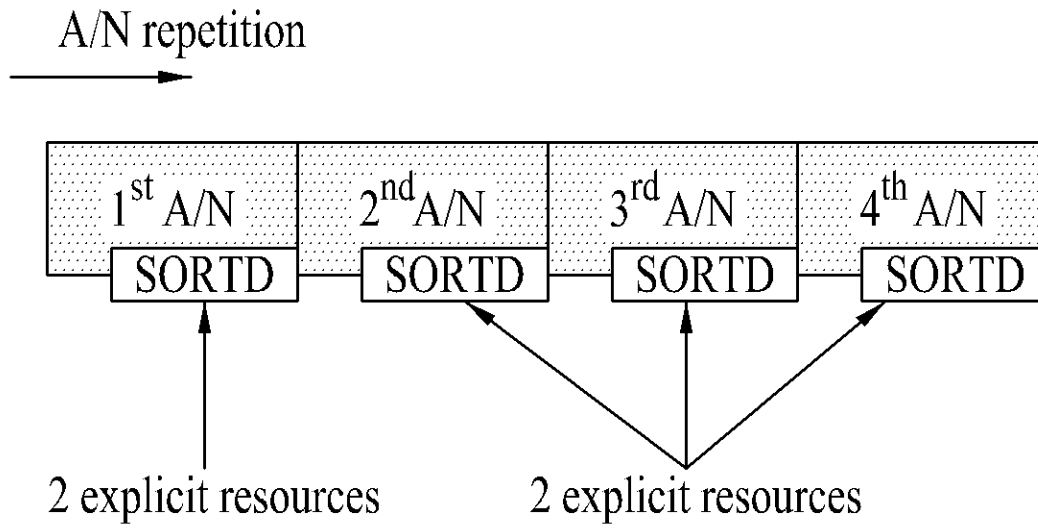 A/N repetition
1st A/N 2nd A/N 3rd A/N 4th A/N
SORTD SORTD SORTD SORTD
2 explicit resources 2 explicit resources